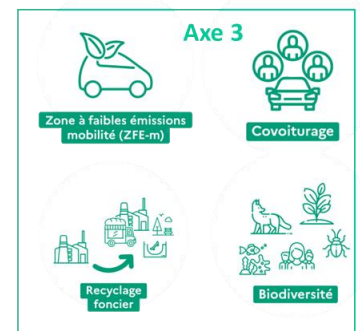 Axe 3
Zone à faibles émissions
mobilité (ZFE-m)
Covoiturage
Recyclage
foncier
Biodiversité